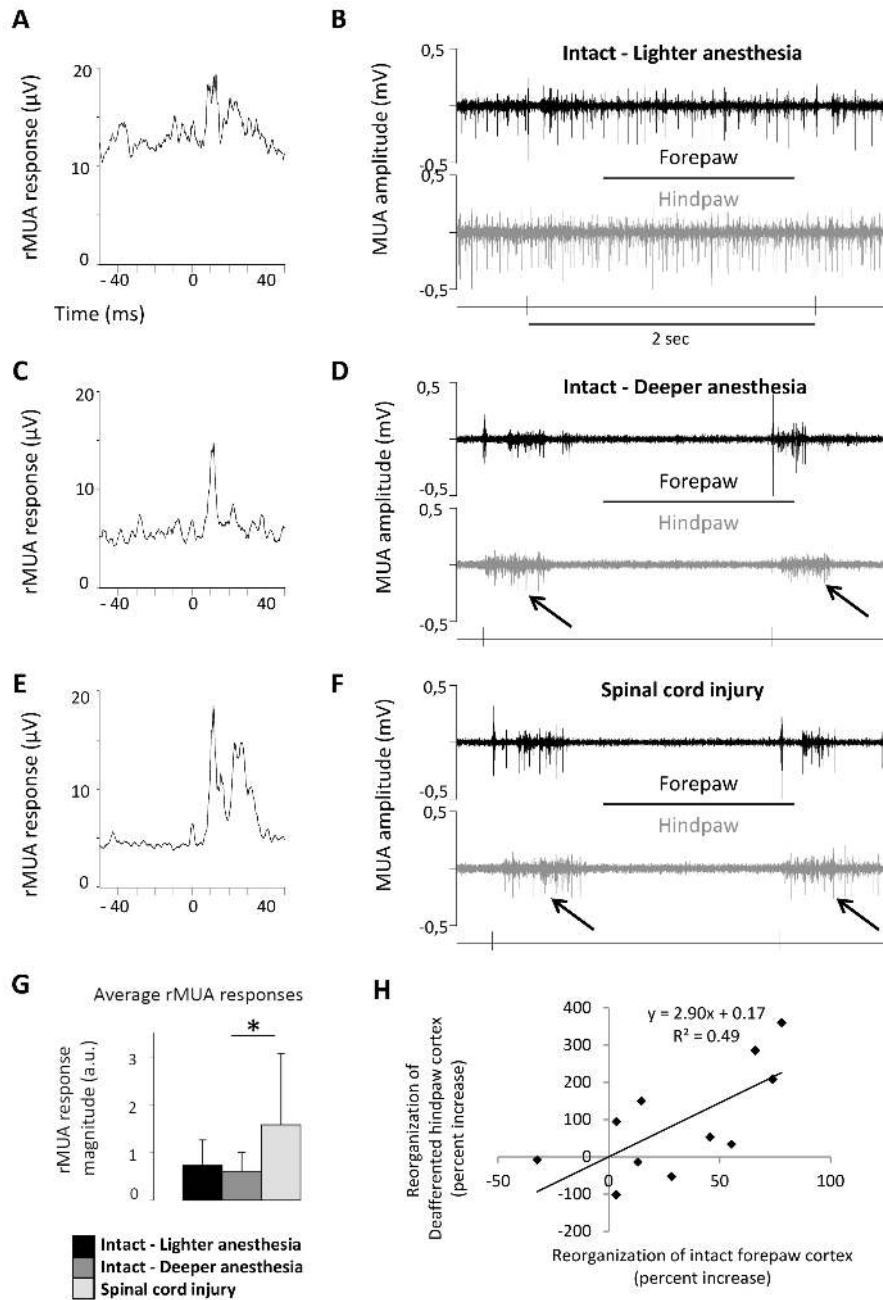 A
rMUA response (µV)
20
10
0
- 40
0
40
Time (ms)
B
MUA amplitude (mV)
Intact - Lighter anesthesia
0,5
-0.5
Forepaw
0.5
Hindpaw
-0,5
2 sec
C
rMUA response (µV)
20
10
0
- 40
0
40
D
MUA amplitude (mV)
Intact - Deeper anesthesia
0,5
-0,5
Forepaw
0,5
Hindpaw
-0,5
E
rMUA response (µV)
20
10
0
- 40
0
40
F
MUA amplitude (mV)
Spinal cord injury
0,5
-0,5
Forepaw
0,5
Hindpaw
-0,5
G
Average rMUA responses
rMUA response
magnitude (a.u.)
3
2
1
0
*
Intact - Lighter anesthesia
Intact - Deeper anesthesia
Spinal cord injury
H
Reorganization of
Deafferented hindpaw cortex
(percent increase)
400
300
200
100
0
-100
-200
y = 2.90x + 0.17
R² = 0.49
-50
0
50
100
Reorganization of intact forepaw cortex
(percent increase)